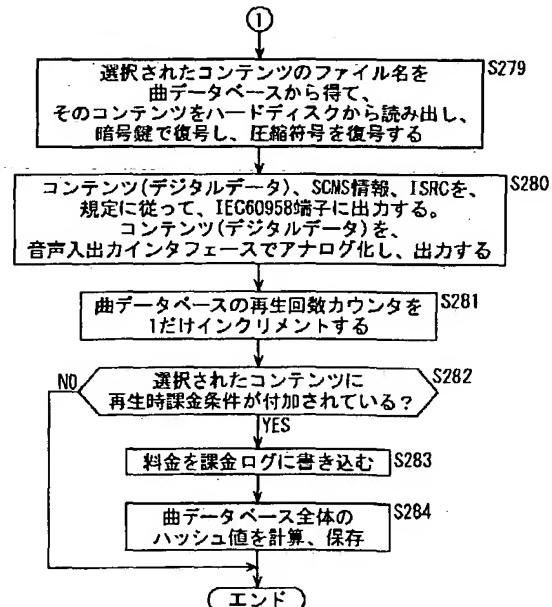 1
選択されたコンテンツのファイル名を
曲データベースから得て、
そのコンテンツをハードディスクから読み出し、
暗号鍵で復号し、圧縮符号を復号する
S279
コンテンツ(デジタルデータ)、SCMS情報、ISRCを、
規定に従って、IEC60958端子に出力する。
コンテンツ(デジタルデータ)を、
音声入出力インタフェースでアナログ化し、出力する
S280
曲データベースの再生回数カウンタを
1だけインクリメントする
S281
選択されたコンテンツに
再生時課金条件が付加されている?
S282
NO
YES
料金を課金ログに書き込む
S283
曲データベース全体の
ハッシュ値を計算、保存
S284
エンド